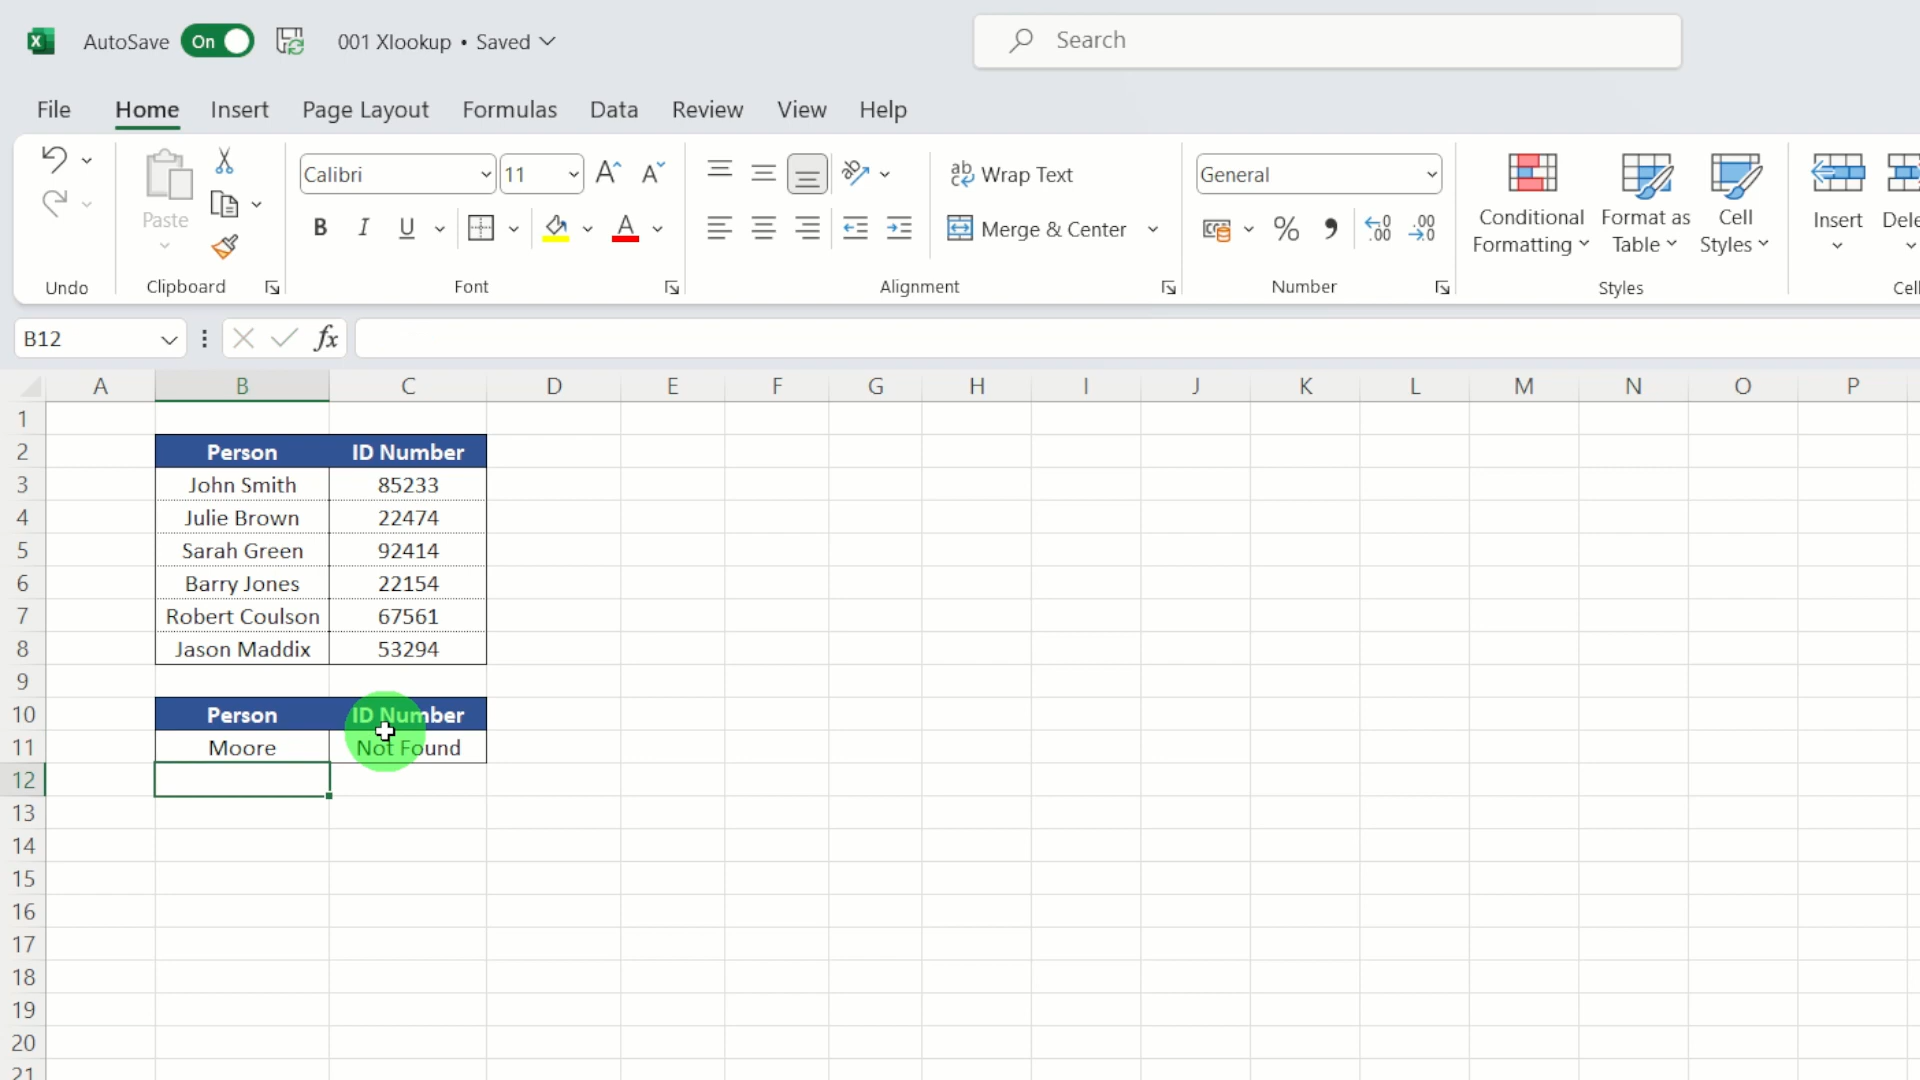 AutoSave On 001 Xlookup • Saved Search
File Home Insert Page Layout Formulas Data Review View Help
Calibri 11 Wrap Text General
Paste B I U Merge & Center % Conditional Formatting Format as Table Cell Styles Insert
Undo Clipboard Font Alignment Number Styles
B12 fx
A B C D E F G H I J K L M N O P
1
2 Person ID Number
3 John Smith 85233
4 Julie Brown 22474
5 Sarah Green 92414
6 Barry Jones 22154
7 Robert Coulson 67561
8 Jason Maddix 53294
9
10 Person ID Number
11 Moore Not Found
12
13
14
15
16
17
18
19
20
21